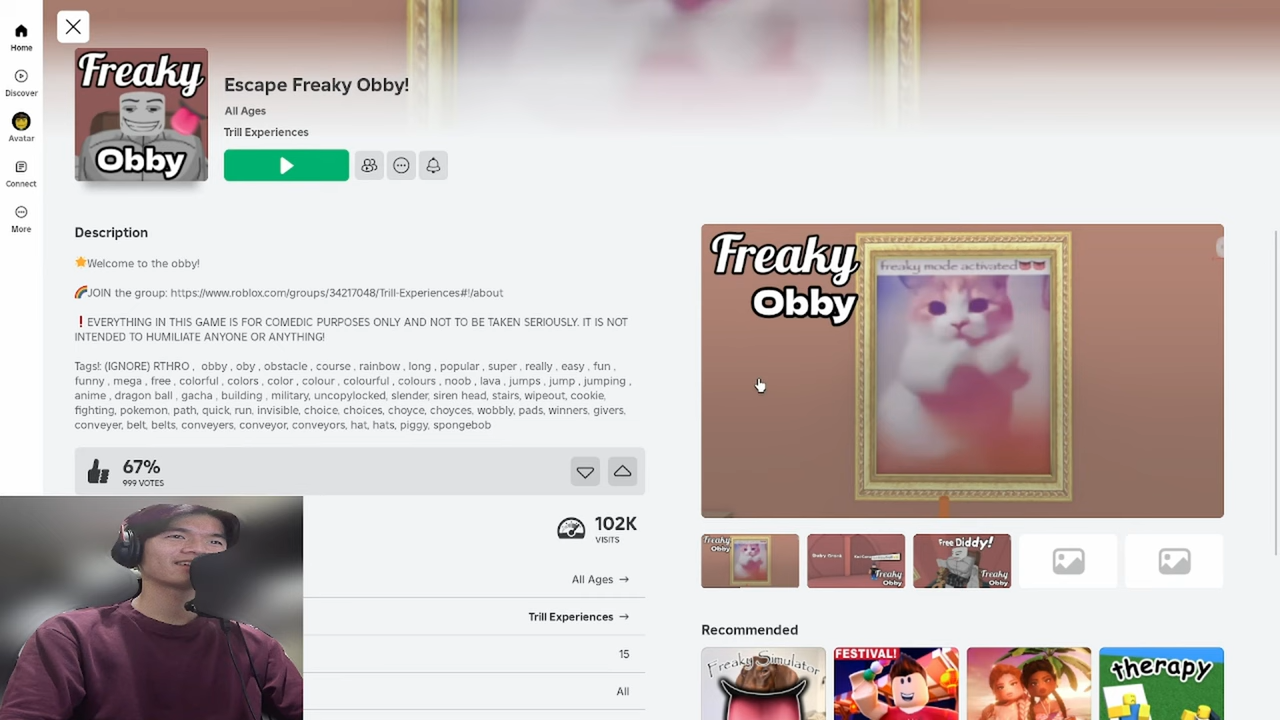 Home
Discover
Avatar
Connect
More
Freaky
Obby
Escape Freaky Obby!
All Ages
Trill Experiences
Description
⭐Welcome to the obby!
🌈JOIN the group: https://www.roblox.com/groups/34217048/Trill-Experiences#!/about
❗EVERYTHING IN THIS GAME IS FOR COMEDIC PURPOSES ONLY AND NOT TO BE TAKEN SERIOUSLY. IT IS NOT
INTENDED TO HUMILIATE ANYONE OR ANYTHING!
Tags!: (IGNORE) RTHRO , obby , oby , obstacle , course , rainbow , long , popular , super , really , easy , fun ,
funny , mega , free , colorful , colors , color , colour , colourful , colours , noob , lava , jumps , jump , jumping ,
anime , dragon ball , gacha , building , military, uncopylocked, slender, siren head, stairs, wipeout, cookie,
fighting, pokemon, path, quick, run, invisible, choice, choices, choyce, choyces, wobbly, pads, winners, givers,
conveyer, belt, belts, conveyers, conveyor, conveyors, hat, hats, piggy, spongebob
67%
999 VOTES
102K
VISITS
All Ages →
Trill Experiences →
15
All
Freaky
Obby
freaky mode activated👅👅
Freaky
Obby
Freaky
Obby
Free Diddy!
Freaky
Obby
Recommended
Freaky Simulator
FESTIVAL!
therapy